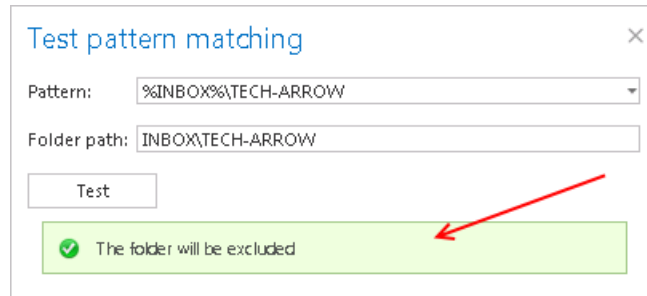 Test pattern matching
Pattern: %INBOX%\TECH-ARROW
Folder path: INBOX\TECH-ARROW
Test
The folder will be excluded